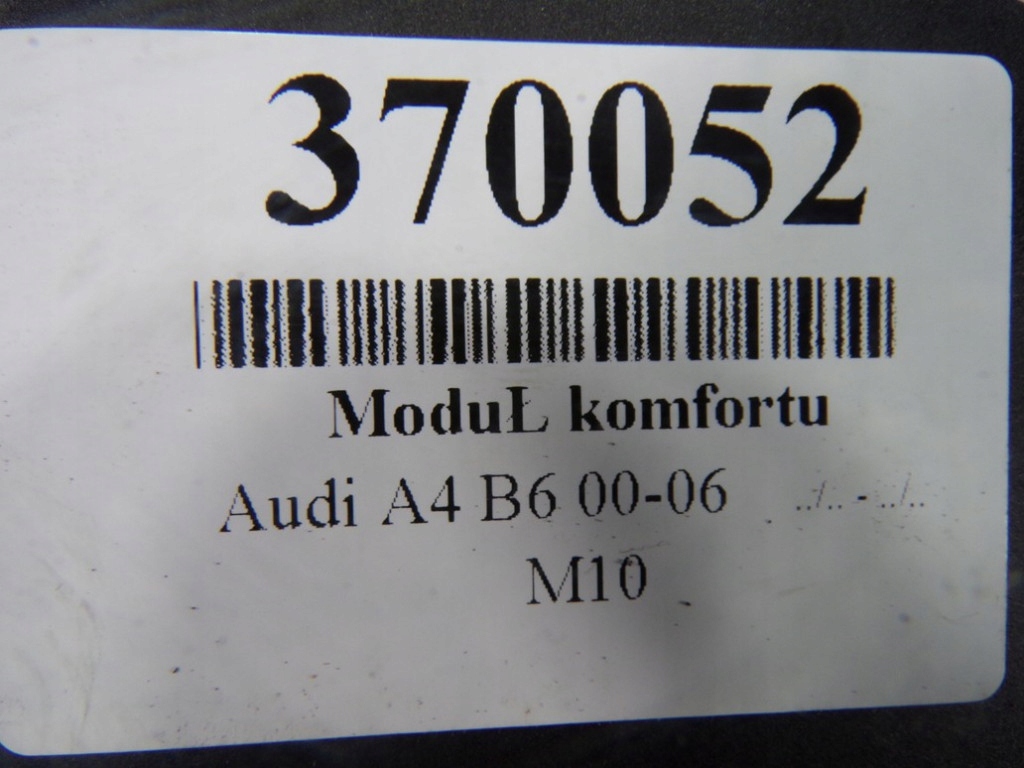 370052
ModuŁ komfortu
Audi A4 B6 00-06 ../.. - ../..
M10